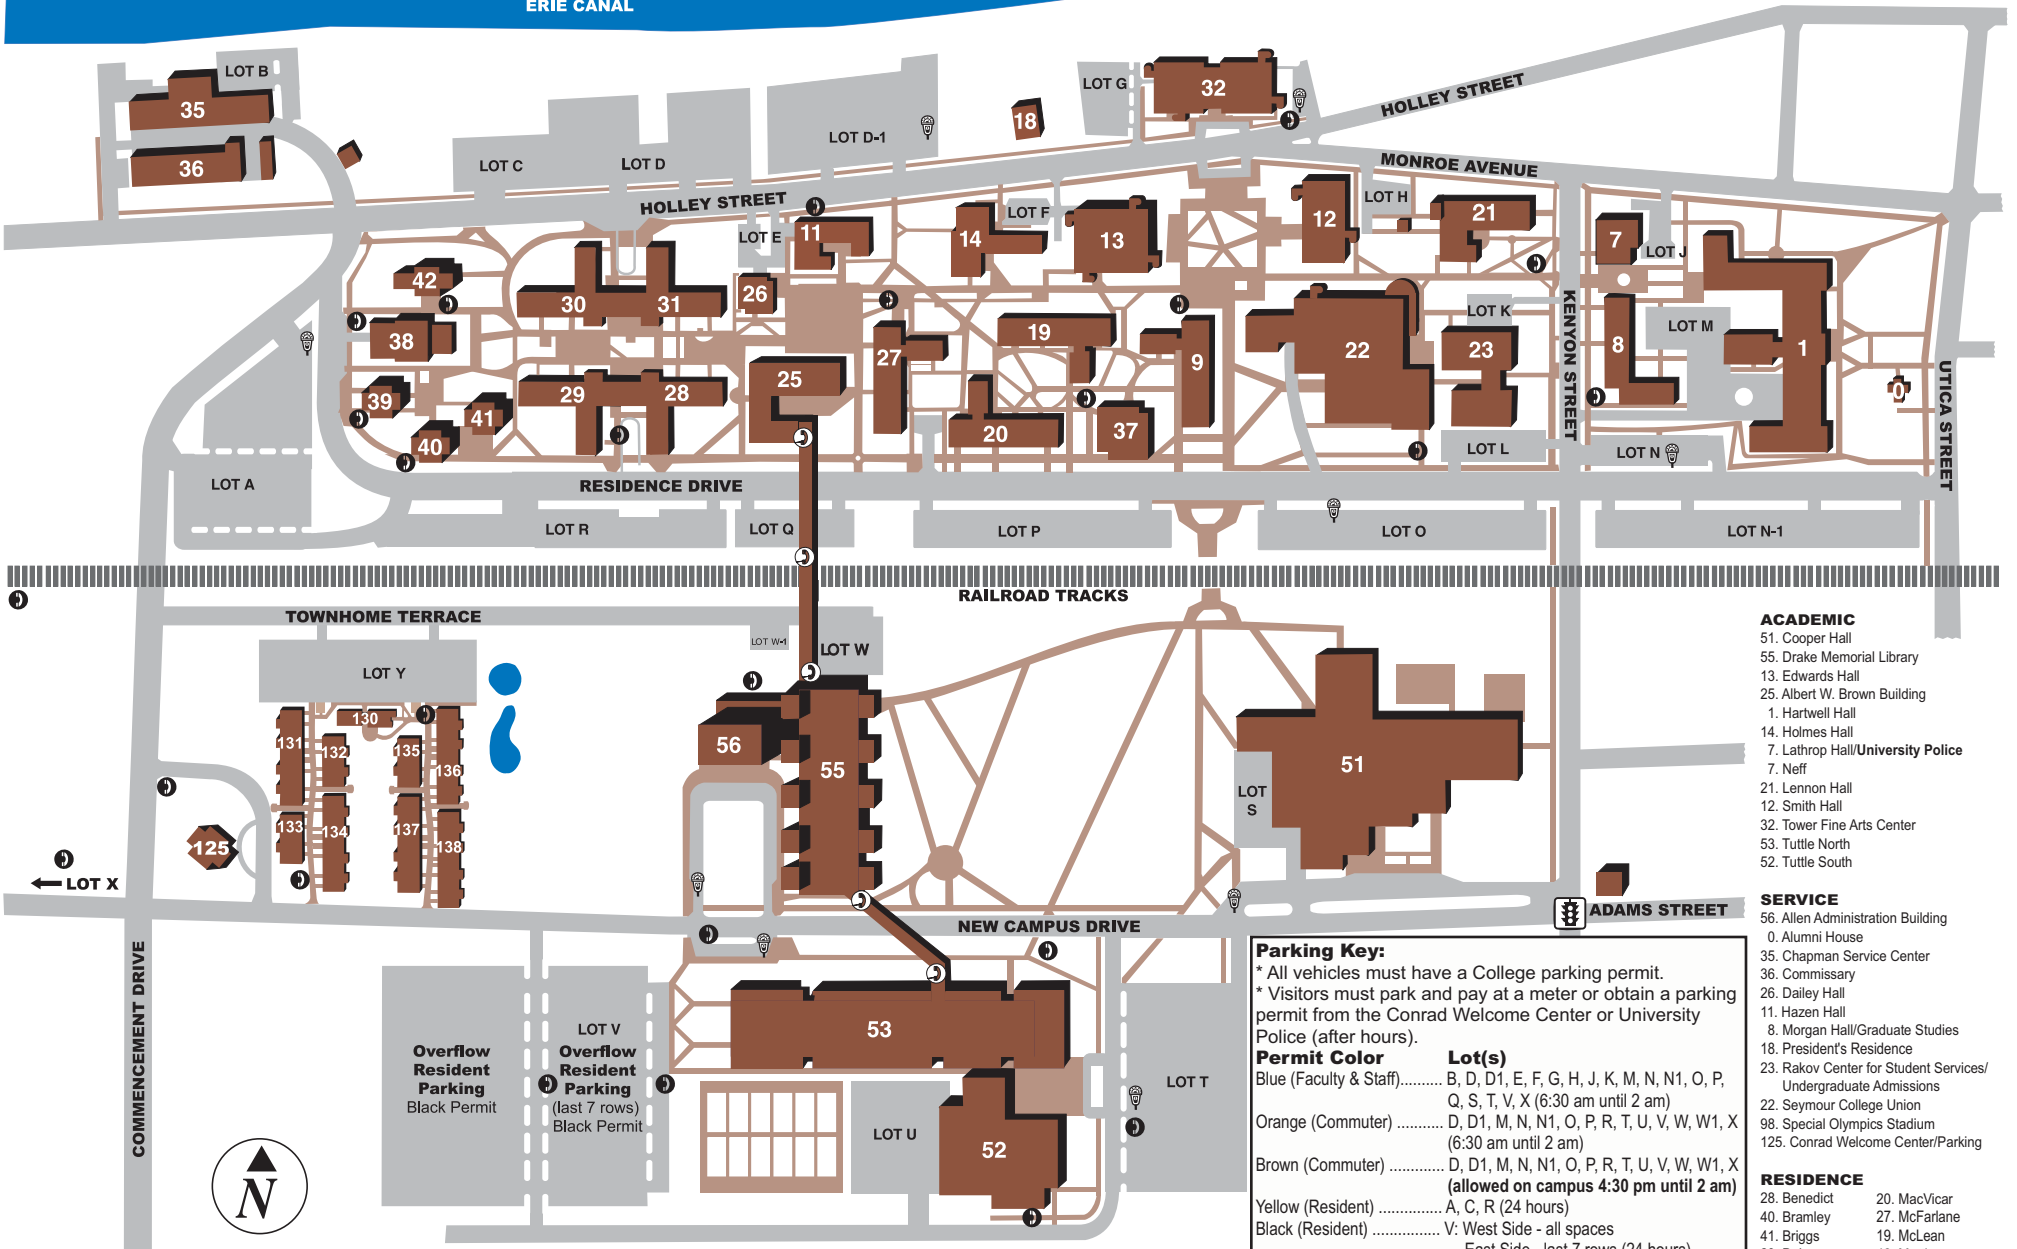 ERIE CANAL
LOT B
35
36
LOT C
LOT D
LOT D-1
18
LOT G
32
HOLLEY STREET
MONROE AVENUE
HOLLEY STREET
LOT E
11
14
LOT F
13
12
LOT H
21
7
LOT J
42
30
31
26
38
27
19
9
22
LOT K
23
KENYON STREET
8
LOT M
1
0
UTICA STREET
39
41
40
29
28
25
20
37
LOT L
LOT N
LOT A
RESIDENCE DRIVE
LOT R
LOT Q
LOT P
LOT O
LOT N-1
RAILROAD TRACKS
TOWNHOME TERRACE
LOT W-1
LOT W
LOT Y
130
131
132
135
136
133
134
137
138
125
56
55
51
LOT
S
LOT X
NEW CAMPUS DRIVE
ADAMS STREET
COMMENCEMENT DRIVE
Overflow
Resident
Parking
Black Permit
LOT V
Overflow
Resident
Parking
(last 7 rows)
Black Permit
53
52
LOT U
LOT T
N
Parking Key:
* All vehicles must have a College parking permit.
* Visitors must park and pay at a meter or obtain a parking
permit from the Conrad Welcome Center or University
Police (after hours).
Permit Color Lot(s)
Blue (Faculty & Staff).......... B, D, D1, E, F, G, H, J, K, M, N, N1, O, P,
Q, S, T, V, X (6:30 am until 2 am)
Orange (Commuter) ........... D, D1, M, N, N1, O, P, R, T, U, V, W, W1, X
(6:30 am until 2 am)
Brown (Commuter) ............. D, D1, M, N, N1, O, P, R, T, U, V, W, W1, X
(allowed on campus 4:30 pm until 2 am)
Yellow (Resident) ............... A, C, R (24 hours)
Black (Resident) ................ V: West Side - all spaces
East Side - last 7 rows (24 hours)
ACADEMIC
51. Cooper Hall
55. Drake Memorial Library
13. Edwards Hall
25. Albert W. Brown Building
1. Hartwell Hall
14. Holmes Hall
7. Lathrop Hall/University Police
7. Neff
21. Lennon Hall
12. Smith Hall
32. Tower Fine Arts Center
53. Tuttle North
52. Tuttle South
SERVICE
56. Allen Administration Building
0. Alumni House
35. Chapman Service Center
36. Commissary
26. Dailey Hall
11. Hazen Hall
8. Morgan Hall/Graduate Studies
18. President's Residence
23. Rakov Center for Student Services/
Undergraduate Admissions
22. Seymour College Union
98. Special Olympics Stadium
125. Conrad Welcome Center/Parking
RESIDENCE
28. Benedict 20. MacVicar
40. Bramley 27. McFarlane
41. Briggs 19. McLean